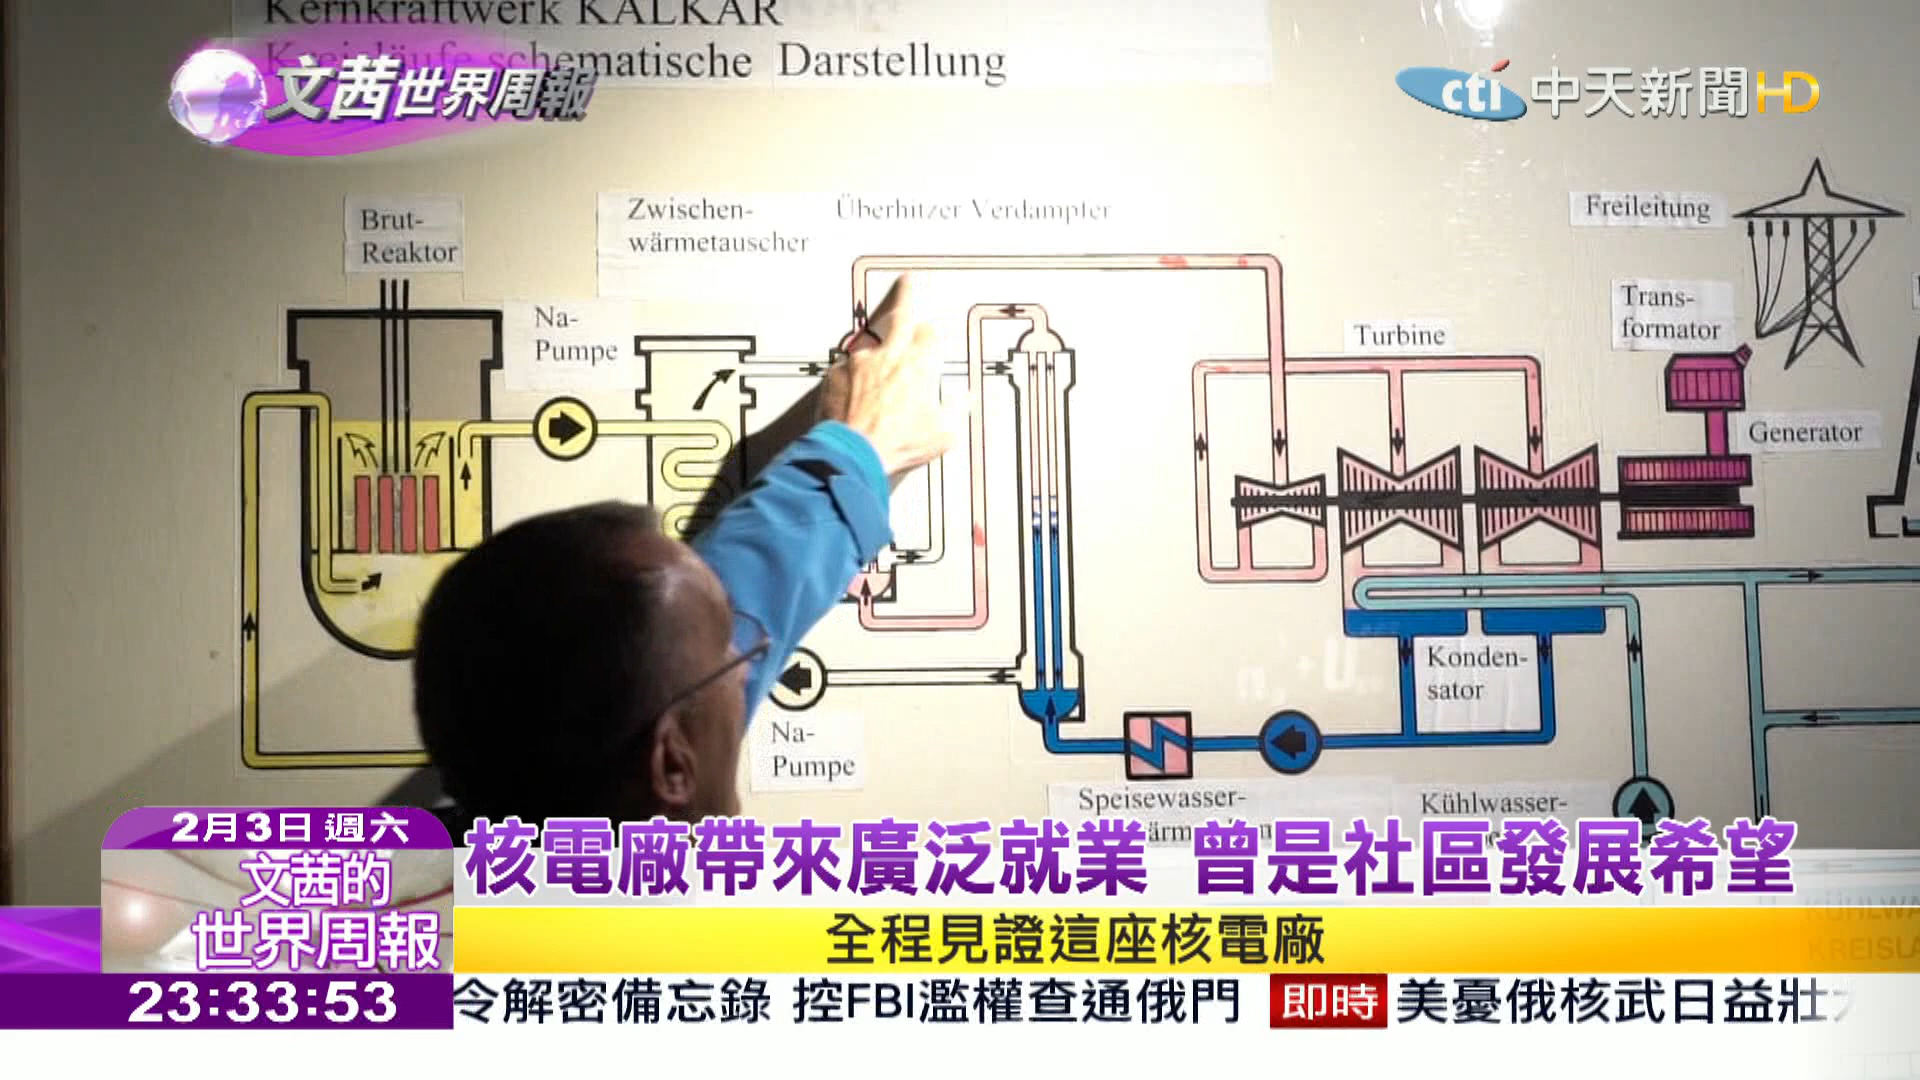 Kernkraftwerk KALKAR
schematische Darstellung
文茜世界周報
cti 中天新聞HD
Brut-
Reaktor
Zwischen-
wärmetauscher
Überhitzer Verdampfer
Freileitung
Na-
Pumpe
Trans-
formator
Turbine
Generator
Konden-
sator
Na-
Pumpe
Speisewasser-
Kühlwasser-
2月3日 週六
文茜的
世界周報
核電廠帶來廣泛就業 曾是社區發展希望
全程見證這座核電廠
23:33:53
令解密備忘錄 控FBI濫權查通俄門 即時 美憂俄核武日益壯